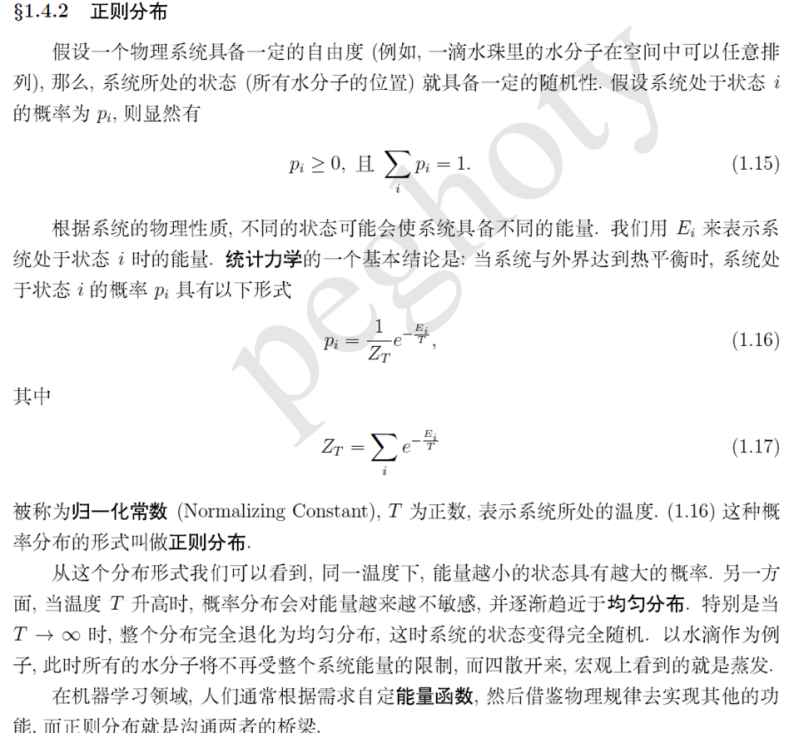 §1.4.2 正则分布
假设一个物理系统具备一定的自由度 (例如, 一滴水珠里的水分子在空间中可以任意排
列), 那么, 系统所处的状态 (所有水分子的位置) 就具备一定的随机性. 假设系统处于状态 i
的概率为 p_i, 则显然有
p_i ≥ 0, 且 ∑_i p_i = 1. (1.15)
根据系统的物理性质, 不同的状态可能会使系统具备不同的能量. 我们用 E_i 来表示系
统处于状态 i 时的能量. 统计力学的一个基本结论是: 当系统与外界达到热平衡时, 系统处
于状态 i 的概率 p_i 具有以下形式
p_i = \frac{1}{Z_T} e^{-\frac{E_i}{T}}, (1.16)
其中
Z_T = ∑_i e^{-\frac{E_i}{T}} (1.17)
被称为归一化常数 (Normalizing Constant), T 为正数, 表示系统所处的温度. (1.16) 这种概
率分布的形式叫做正则分布.
从这个分布形式我们可以看到, 同一温度下, 能量越小的状态具有越大的概率. 另一方
面, 当温度 T 升高时, 概率分布会对能量越来越不敏感, 并逐渐趋近于均匀分布. 特别是当
T → ∞ 时, 整个分布完全退化为均匀分布, 这时系统的状态变得完全随机. 以水滴作为例
子, 此时所有的水分子将不再受整个系统能量的限制, 而四散开来, 宏观上看到的就是蒸发.
在机器学习领域, 人们通常根据需求自定能量函数, 然后借鉴物理规律去实现其他的功
能, 而正则分布就是沟通两者的桥梁.
peghoty